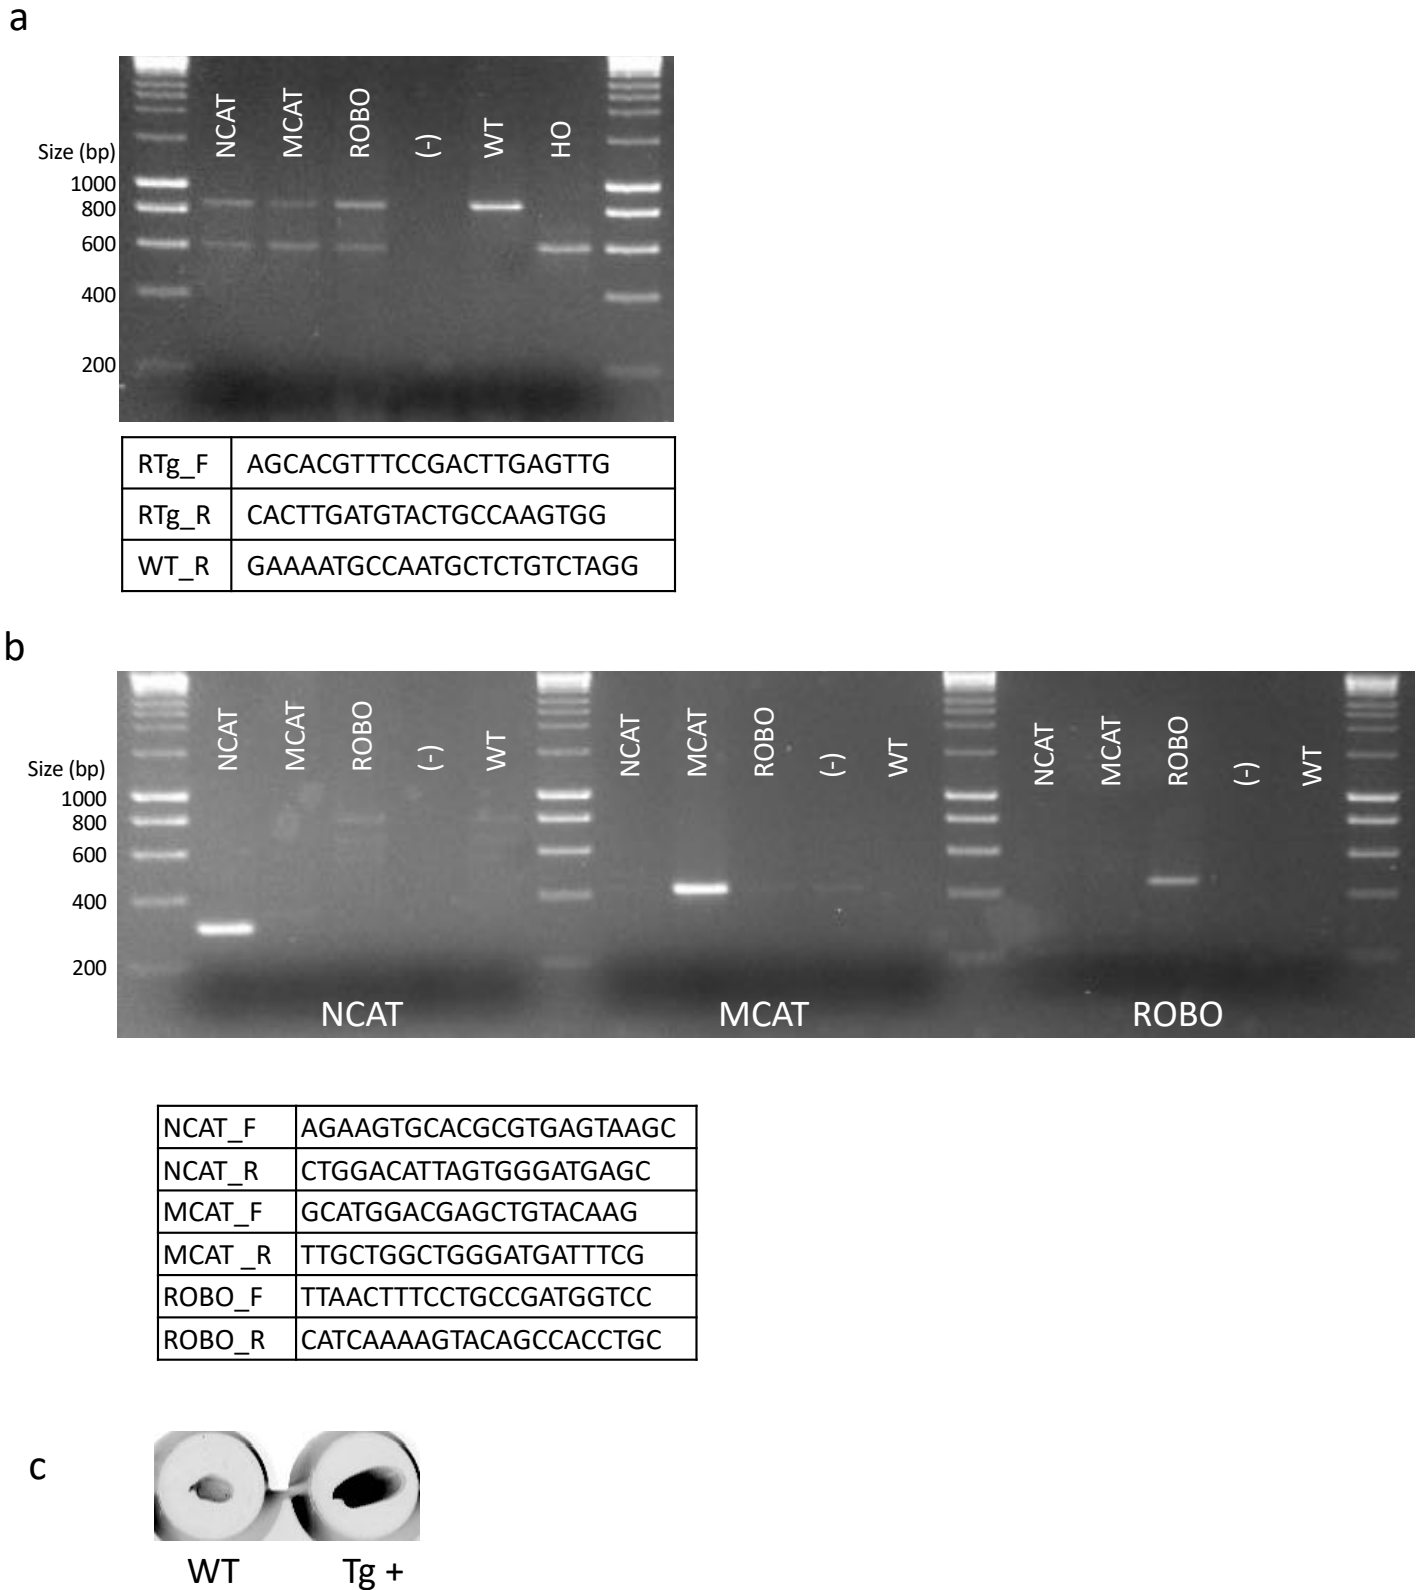 a
NCAT MCAT ROBO (-) WT HO
Size (bp)
1000
800
600
400
200
RTg_F AGCACGTTTCCGACTTGAGTTG
RTg_R CACTTGATGTACTGCCAAGTGG
WT_R GAAAATGCCAATGCTCTGTCTAGG
b
NCAT MCAT ROBO (-) WT NCAT MCAT ROBO (-) WT NCAT MCAT ROBO (-) WT
Size (bp)
1000
800
600
400
200
NCAT MCAT ROBO
NCAT_F AGAAGTGCACGCGTGAGTAAGC
NCAT_R CTGGACATTAGTGGGATGAGC
MCAT_F GCATGGACGAGCTGTACAAG
MCAT _R TTGCTGGCTGGGATGATTTCG
ROBO_F TTAACTTTCCTGCCGATGGTCC
ROBO_R CATCAAAAGTACAGCCACCTGC
c
WT Tg +